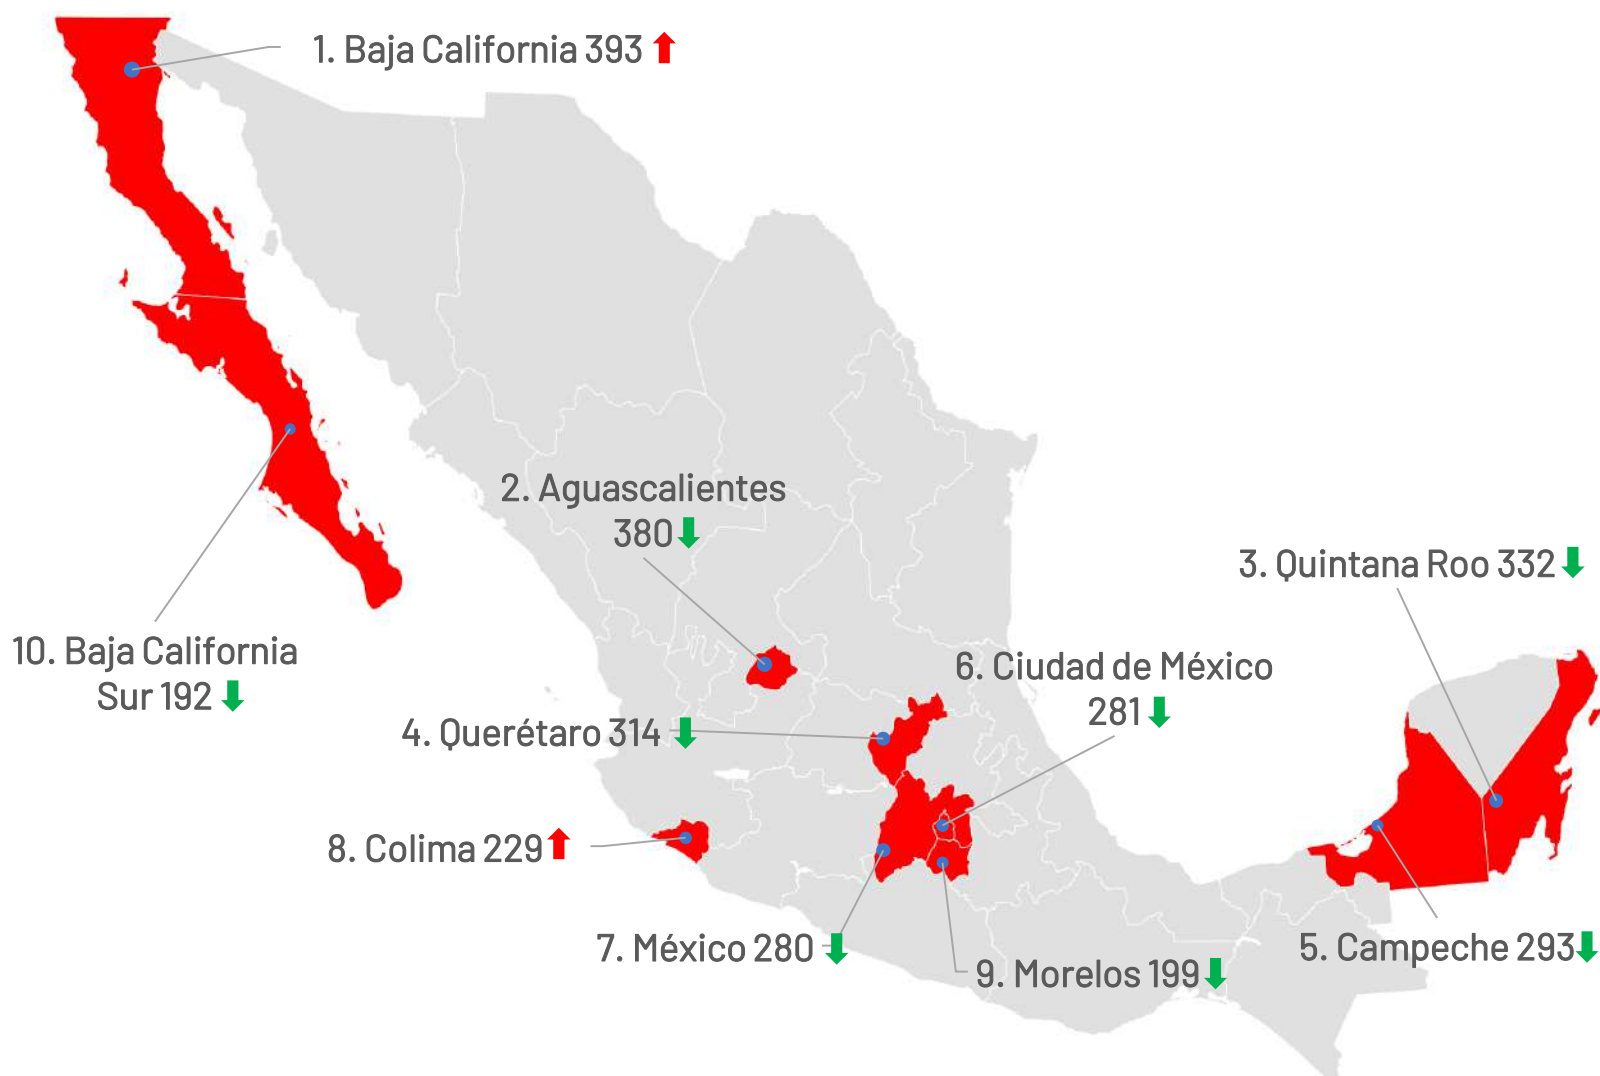 1. Baja California 393
2. Aguascalientes
380
3. Quintana Roo 332
10. Baja California
Sur 192
6. Ciudad de México
281
4. Querétaro 314
8. Colima 229
7. México 280
9. Morelos 199
5. Campeche 293